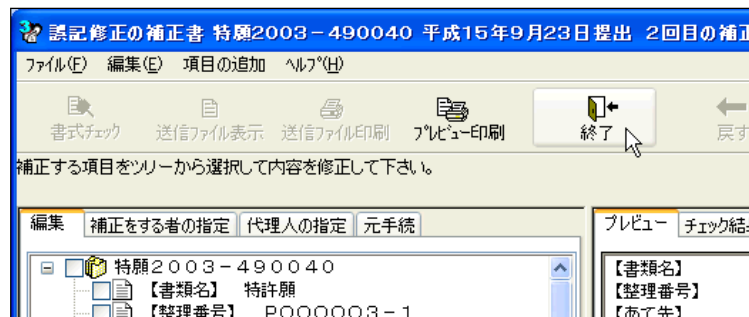 誤記修正の補正書 特願2003－490040 平成15年9月23日提出 2回目の補正
ファイル(F) 編集(E) 項目の追加 ヘルプ(H)
書式チェック 送信ファイル表示 送信ファイル印刷 プレビュー印刷 終了 戻す
補正する項目をツリーから選択して内容を修正して下さい。
編集 補正をする者の指定 代理人の指定 元手続 プレビュー チェック結果
特願２００３－４９００４０ 【書類名】
【書類名】 特許願 【整理番号】
【整理番号】 Ｐ００００００３－１ 【あて先】